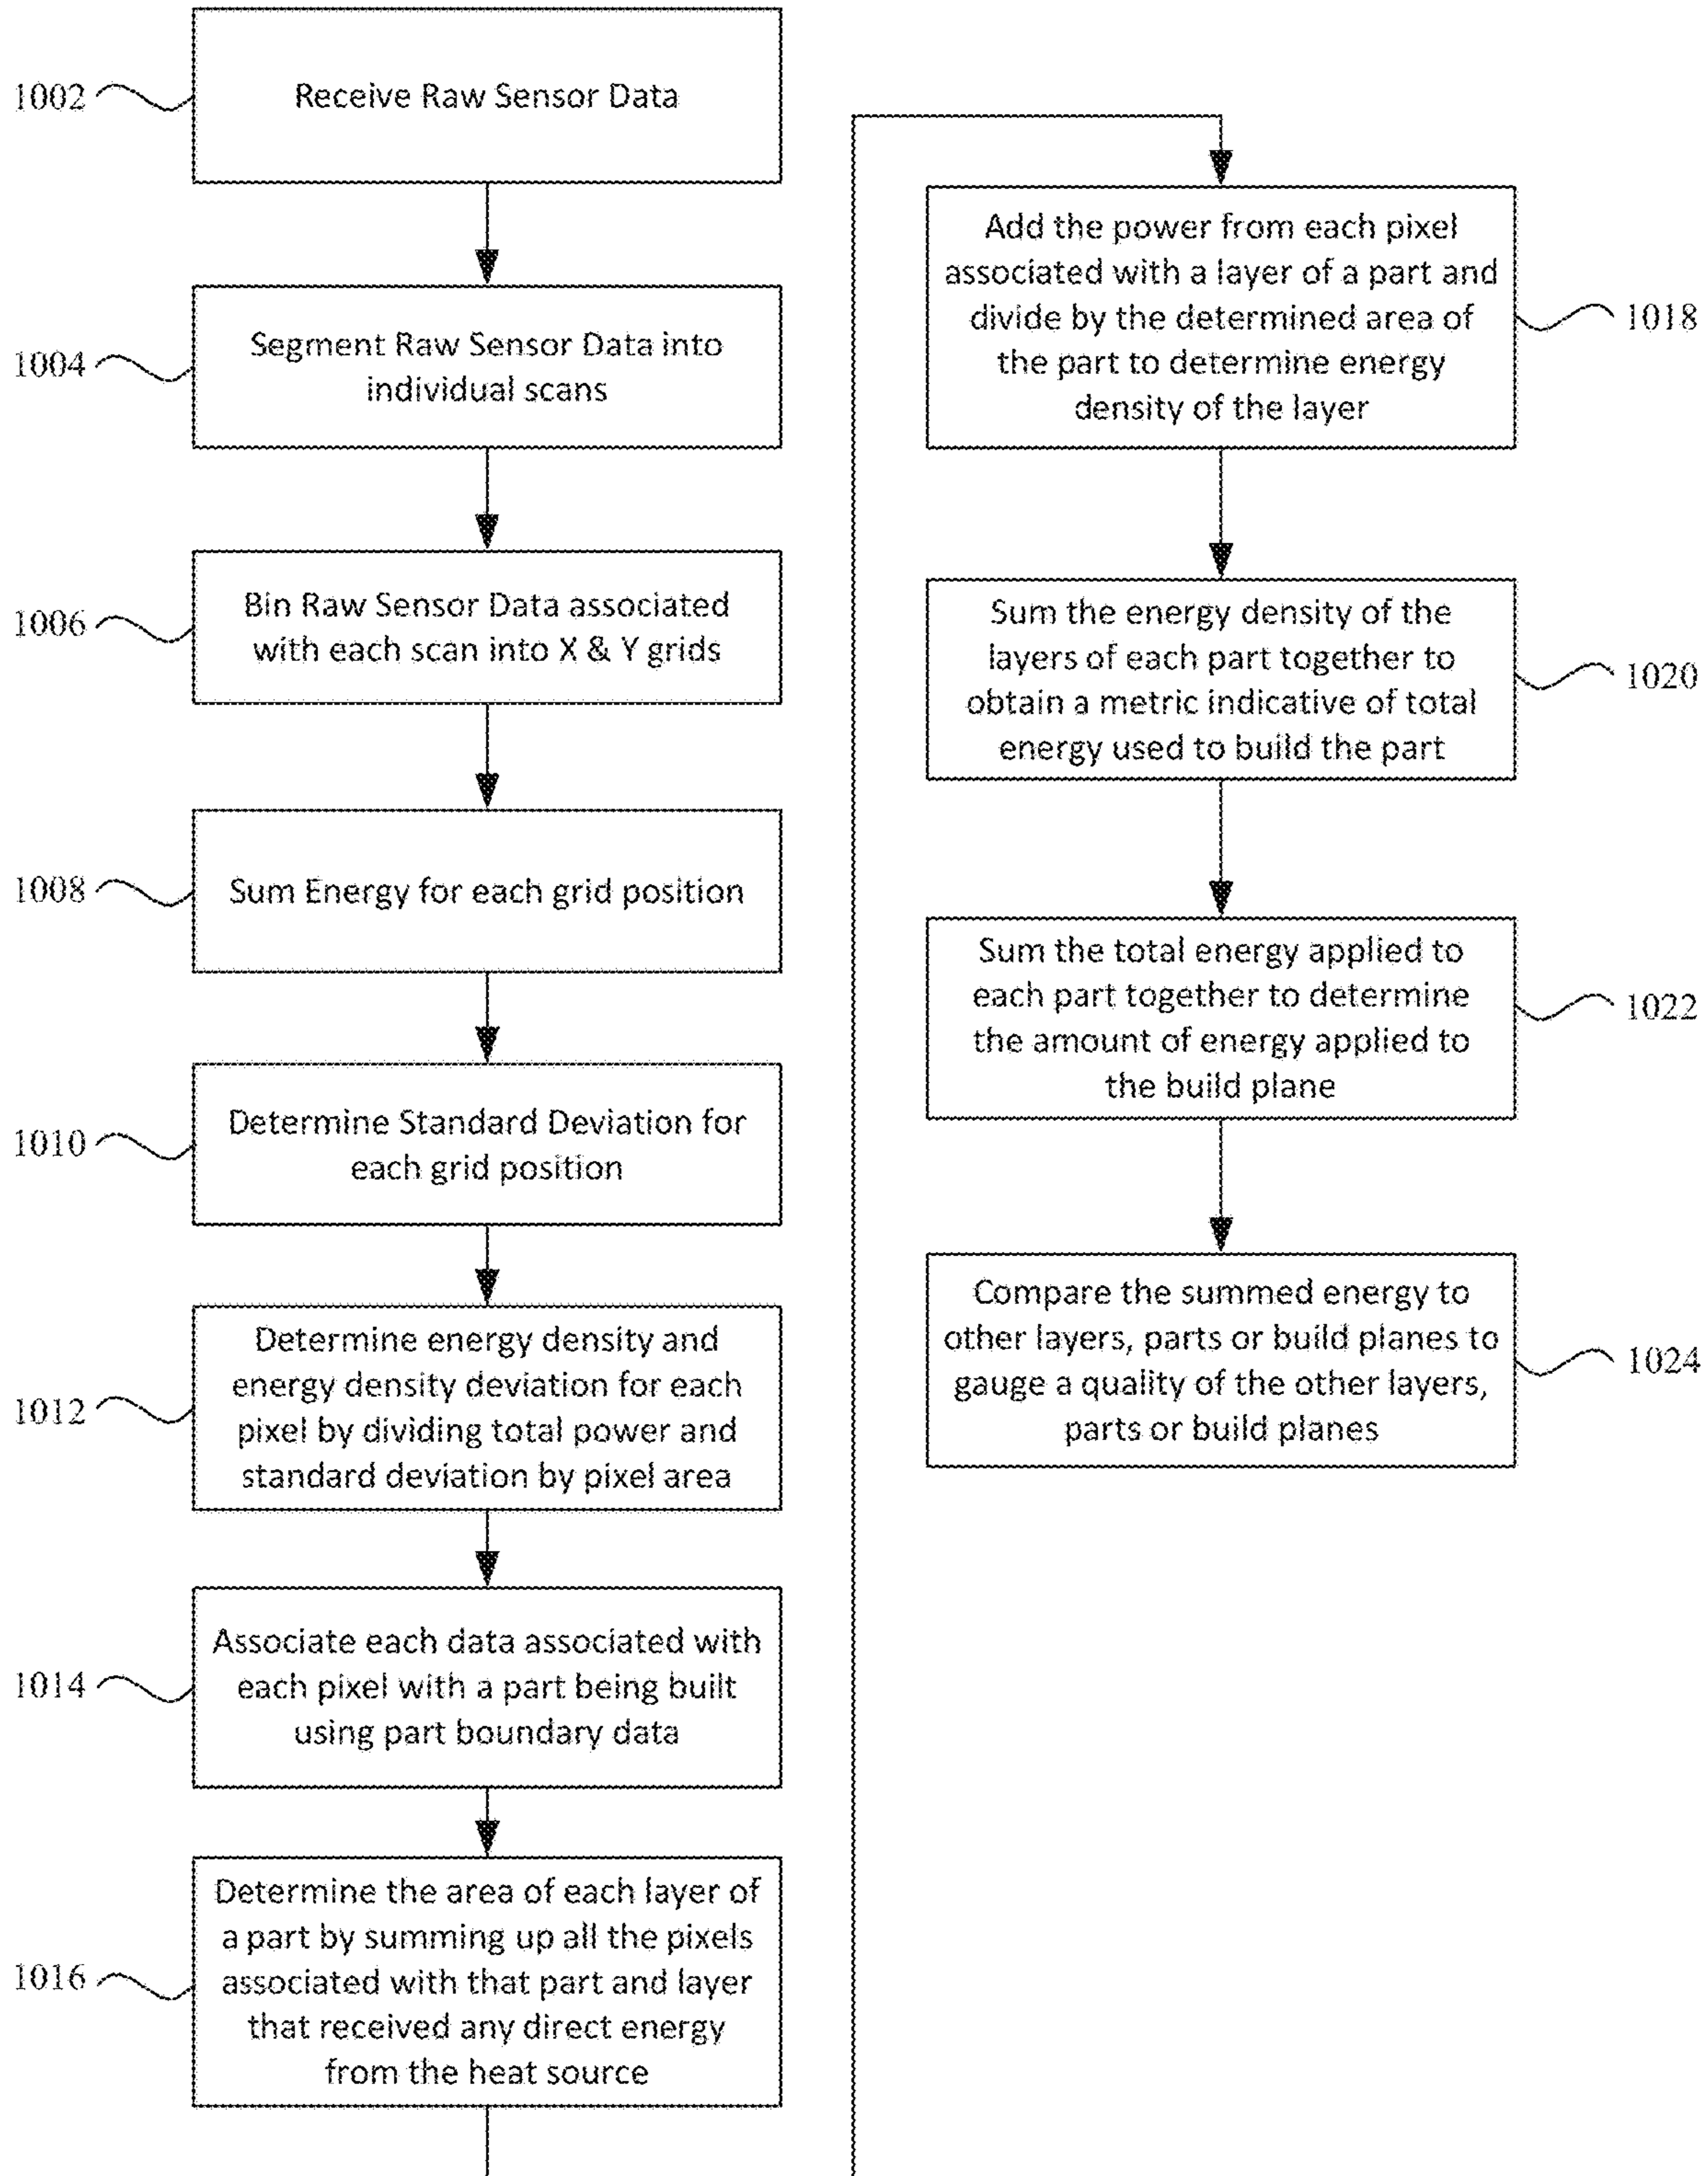 1002
Receive Raw Sensor Data
1004
Segment Raw Sensor Data into
individual scans
1006
Bin Raw Sensor Data associated
with each scan into X & Y grids
1008
Sum Energy for each grid position
1010
Determine Standard Deviation for
each grid position
1012
Determine energy density and
energy density deviation for each
pixel by dividing total power and
standard deviation by pixel area
1014
Associate each data associated with
each pixel with a part being built
using part boundary data
1016
Determine the area of each layer of
a part by summing up all the pixels
associated with that part and layer
that received any direct energy
from the heat source
Add the power from each pixel
associated with a layer of a part and
divide by the determined area of
the part to determine energy
density of the layer
1018
Sum the energy density of the
layers of each part together to
obtain a metric indicative of total
energy used to build the part
1020
Sum the total energy applied to
each part together to determine
the amount of energy applied to
the build plane
1022
Compare the summed energy to
other layers, parts or build planes to
gauge a quality of the other layers,
parts or build planes
1024